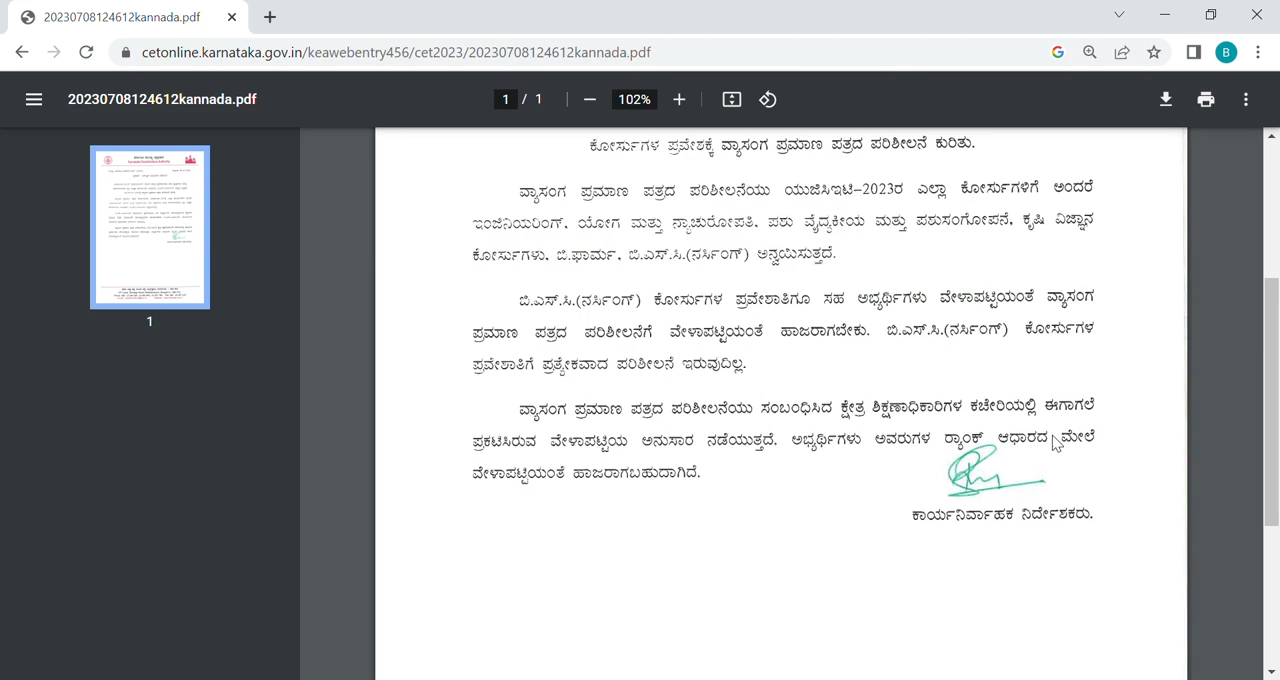 20230708124612kannada.pdf
cetonline.karnataka.gov.in/keawebentry456/cet2023/20230708124612kannada.pdf
B
20230708124612kannada.pdf
1 / 1
102%
ಕೋರ್ಸುಗಳ ಪ್ರವೇಶಕ್ಕೆ ವ್ಯಾಸಂಗ ಪ್ರಮಾಣ ಪತ್ರದ ಪರಿಶೀಲನೆ ಕುರಿತು.
ವ್ಯಾಸಂಗ ಪ್ರಮಾಣ ಪತ್ರದ ಪರಿಶೀಲನೆಯು ಯುಜಿಸಿಇಟಿ-2023ರ ಎಲ್ಲಾ ಕೋರ್ಸುಗಳಿಗೆ ಅಂದರೆ
ಇಂಜಿನಿಯರಿಂಗ್, ಯೋಗ ಮತ್ತು ನ್ಯಾಚುರೋಪತಿ, ಪಶು ವೈದ್ಯಕೀಯ ಮತ್ತು ಪಶುಸಂಗೋಪನೆ, ಕೃಷಿ ವಿಜ್ಞಾನ
ಕೋರ್ಸುಗಳು, ಬಿ.ಫಾರ್ಮ, ಬಿ.ಎಸ್.ಸಿ.(ನರ್ಸಿಂಗ್) ಅನ್ವಯಿಸುತ್ತದೆ.
ಬಿ.ಎಸ್.ಸಿ.(ನರ್ಸಿಂಗ್) ಕೋರ್ಸುಗಳ ಪ್ರವೇಶಾತಿಗೂ ಸಹ ಅಭ್ಯರ್ಥಿಗಳು ವೇಳಾಪಟ್ಟಿಯಂತೆ ವ್ಯಾಸಂಗ
ಪ್ರಮಾಣ ಪತ್ರದ ಪರಿಶೀಲನೆಗೆ ವೇಳಾಪಟ್ಟಿಯಂತೆ ಹಾಜರಾಗಬೇಕು. ಬಿ.ಎಸ್.ಸಿ.(ನರ್ಸಿಂಗ್) ಕೋರ್ಸುಗಳ
ಪ್ರವೇಶಾತಿಗೆ ಪ್ರತ್ಯೇಕವಾದ ಪರಿಶೀಲನೆ ಇರುವುದಿಲ್ಲ.
ವ್ಯಾಸಂಗ ಪ್ರಮಾಣ ಪತ್ರದ ಪರಿಶೀಲನೆಯು ಸಂಬಂಧಿಸಿದ ಕ್ಷೇತ್ರ ಶಿಕ್ಷಣಾಧಿಕಾರಿಗಳ ಕಚೇರಿಯಲ್ಲಿ ಈಗಾಗಲೆ
ಪ್ರಕಟಿಸಿರುವ ವೇಳಾಪಟ್ಟಿಯ ಅನುಸಾರ ನಡೆಯುತ್ತದೆ. ಅಭ್ಯರ್ಥಿಗಳು ಅವರುಗಳ ರ‍್ಯಾಂಕ್ ಆಧಾರದ ಮೇಲೆ
ವೇಳಾಪಟ್ಟಿಯಂತೆ ಹಾಜರಾಗಬಹುದಾಗಿದೆ.
ಕಾರ್ಯನಿರ್ವಾಹಕ ನಿರ್ದೇಶಕರು.
1